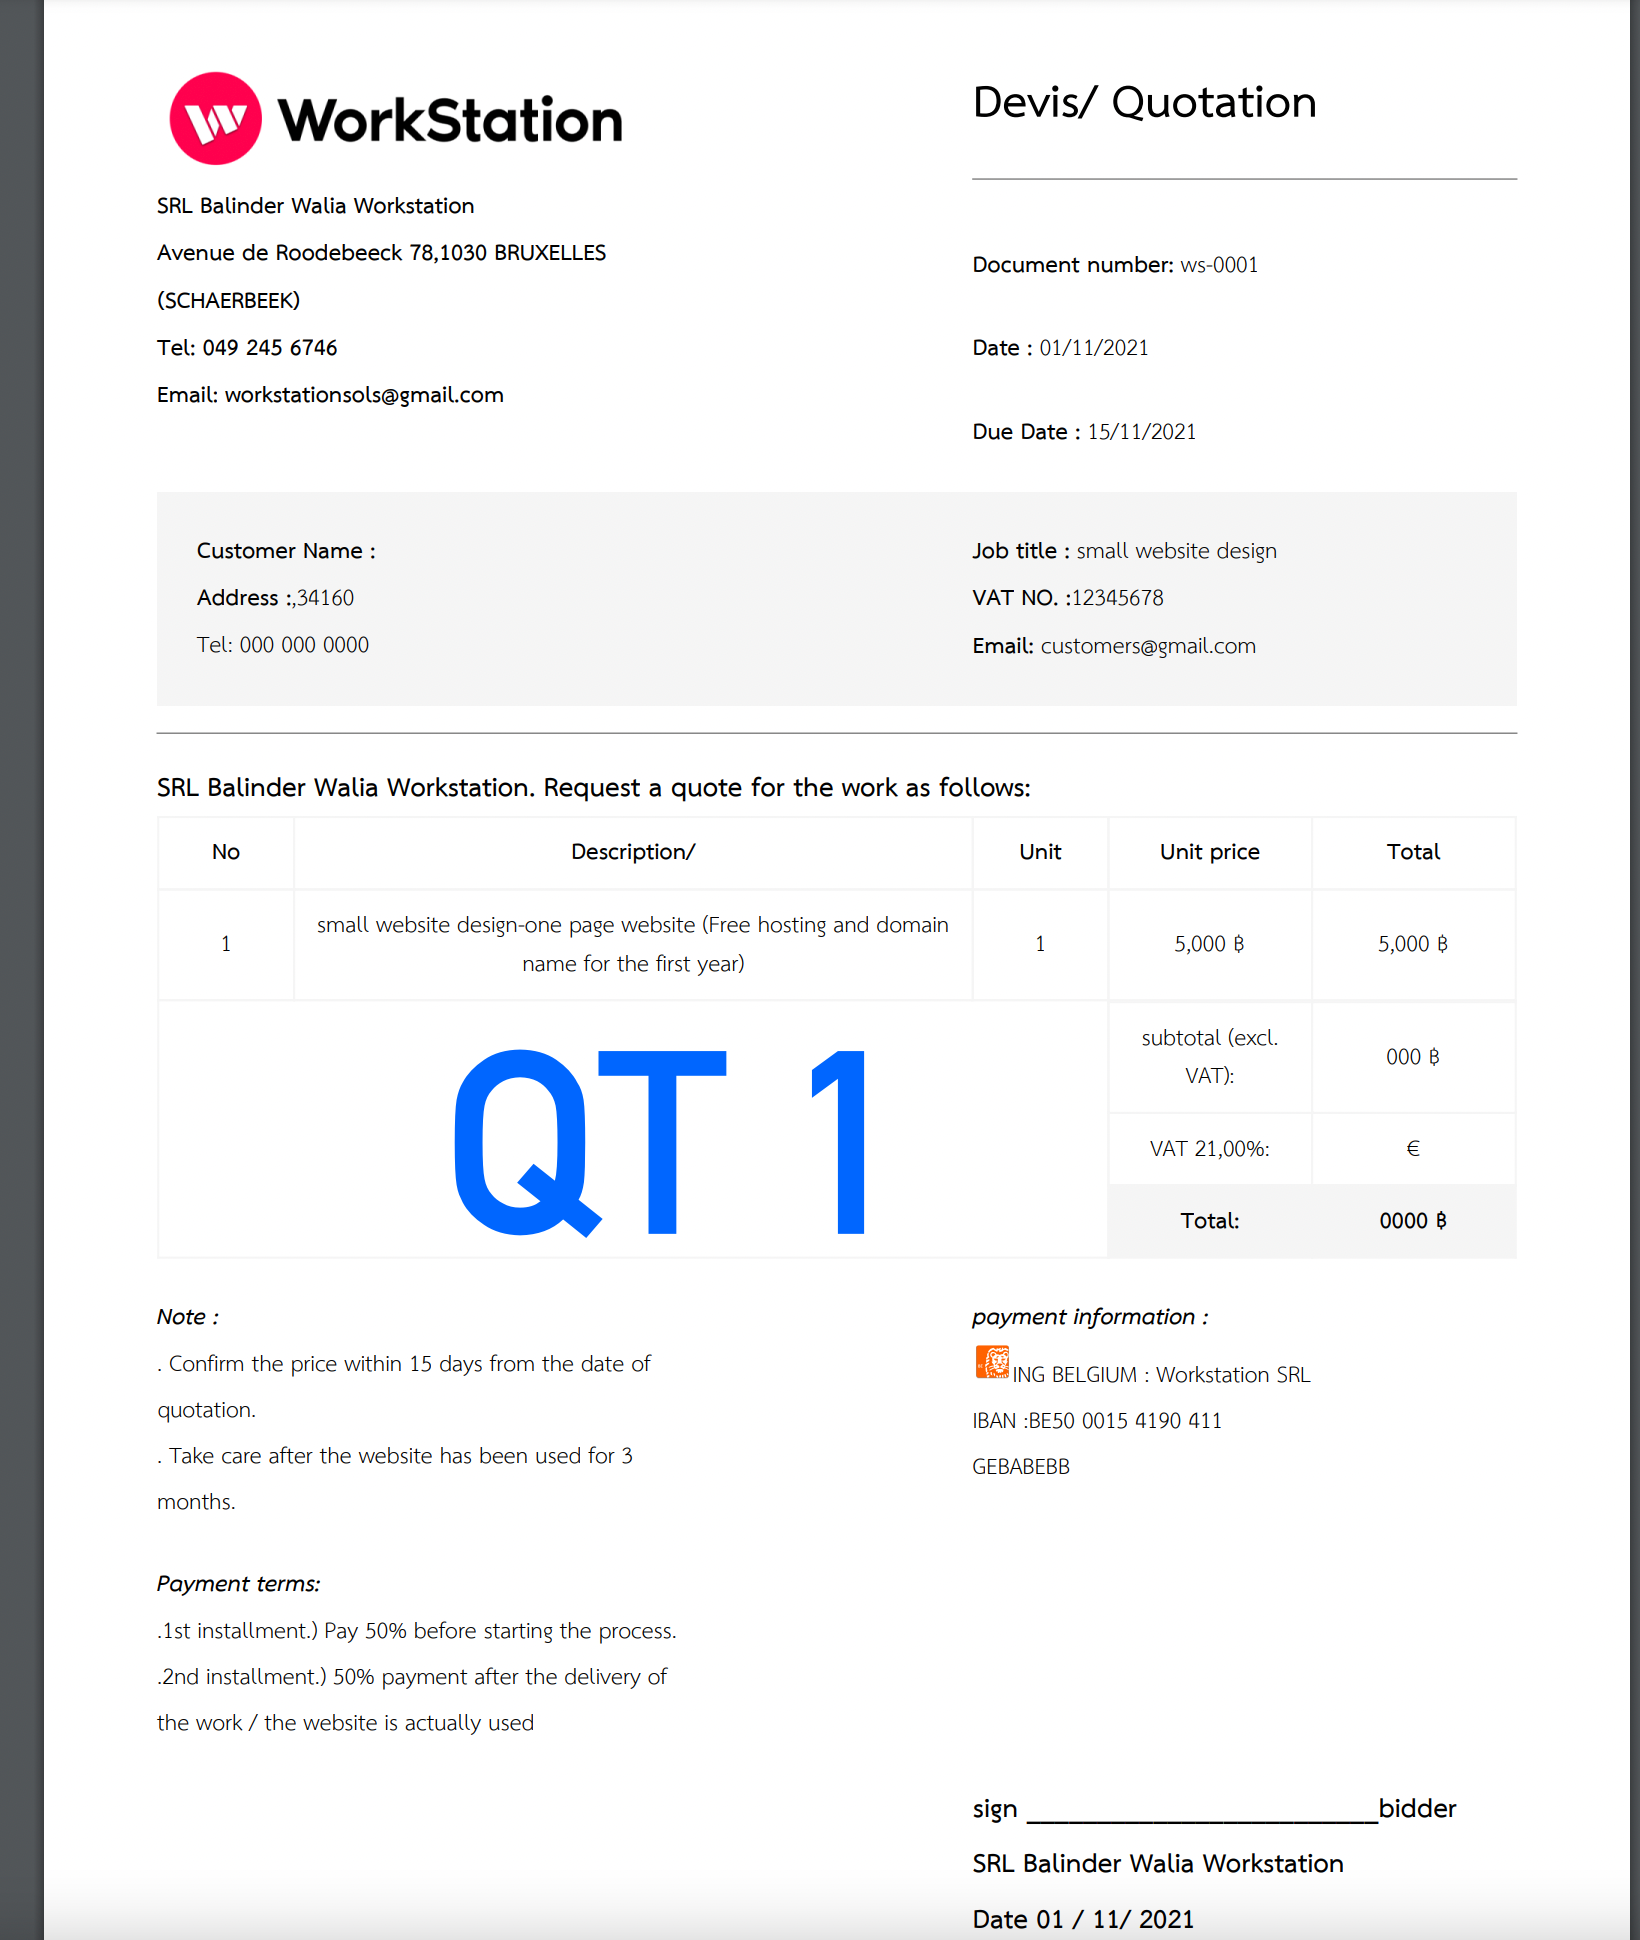 WorkStation
SRL Balinder Walia Workstation
Avenue de Roodebeeck 78,1030 BRUXELLES
(SCHAERBEEK)
Tel: 049 245 6746
Email: workstationsols@gmail.com
Devis/ Quotation
Document number: ws-0001
Date : 01/11/2021
Due Date : 15/11/2021
Customer Name :
Address :,34160
Tel: 000 000 0000
Job title : small website design
VAT NO. :12345678
Email: customers@gmail.com
SRL Balinder Walia Workstation. Request a quote for the work as follows:
No Description/ Unit Unit price Total
1 small website design-one page website (Free hosting and domain
name for the first year) 1 5,000 ฿ 5,000 ฿
QT 1
subtotal (excl.
VAT): 000 ฿
VAT 21,00%: €
Total: 0000 ฿
Note :
. Confirm the price within 15 days from the date of
quotation.
. Take care after the website has been used for 3
months.
Payment terms:
.1st installment.) Pay 50% before starting the process.
.2nd installment.) 50% payment after the delivery of
the work / the website is actually used
payment information :
ING BELGIUM : Workstation SRL
IBAN :BE50 0015 4190 411
GEBABEBB
sign _________________________bidder
SRL Balinder Walia Workstation
Date 01 / 11/ 2021